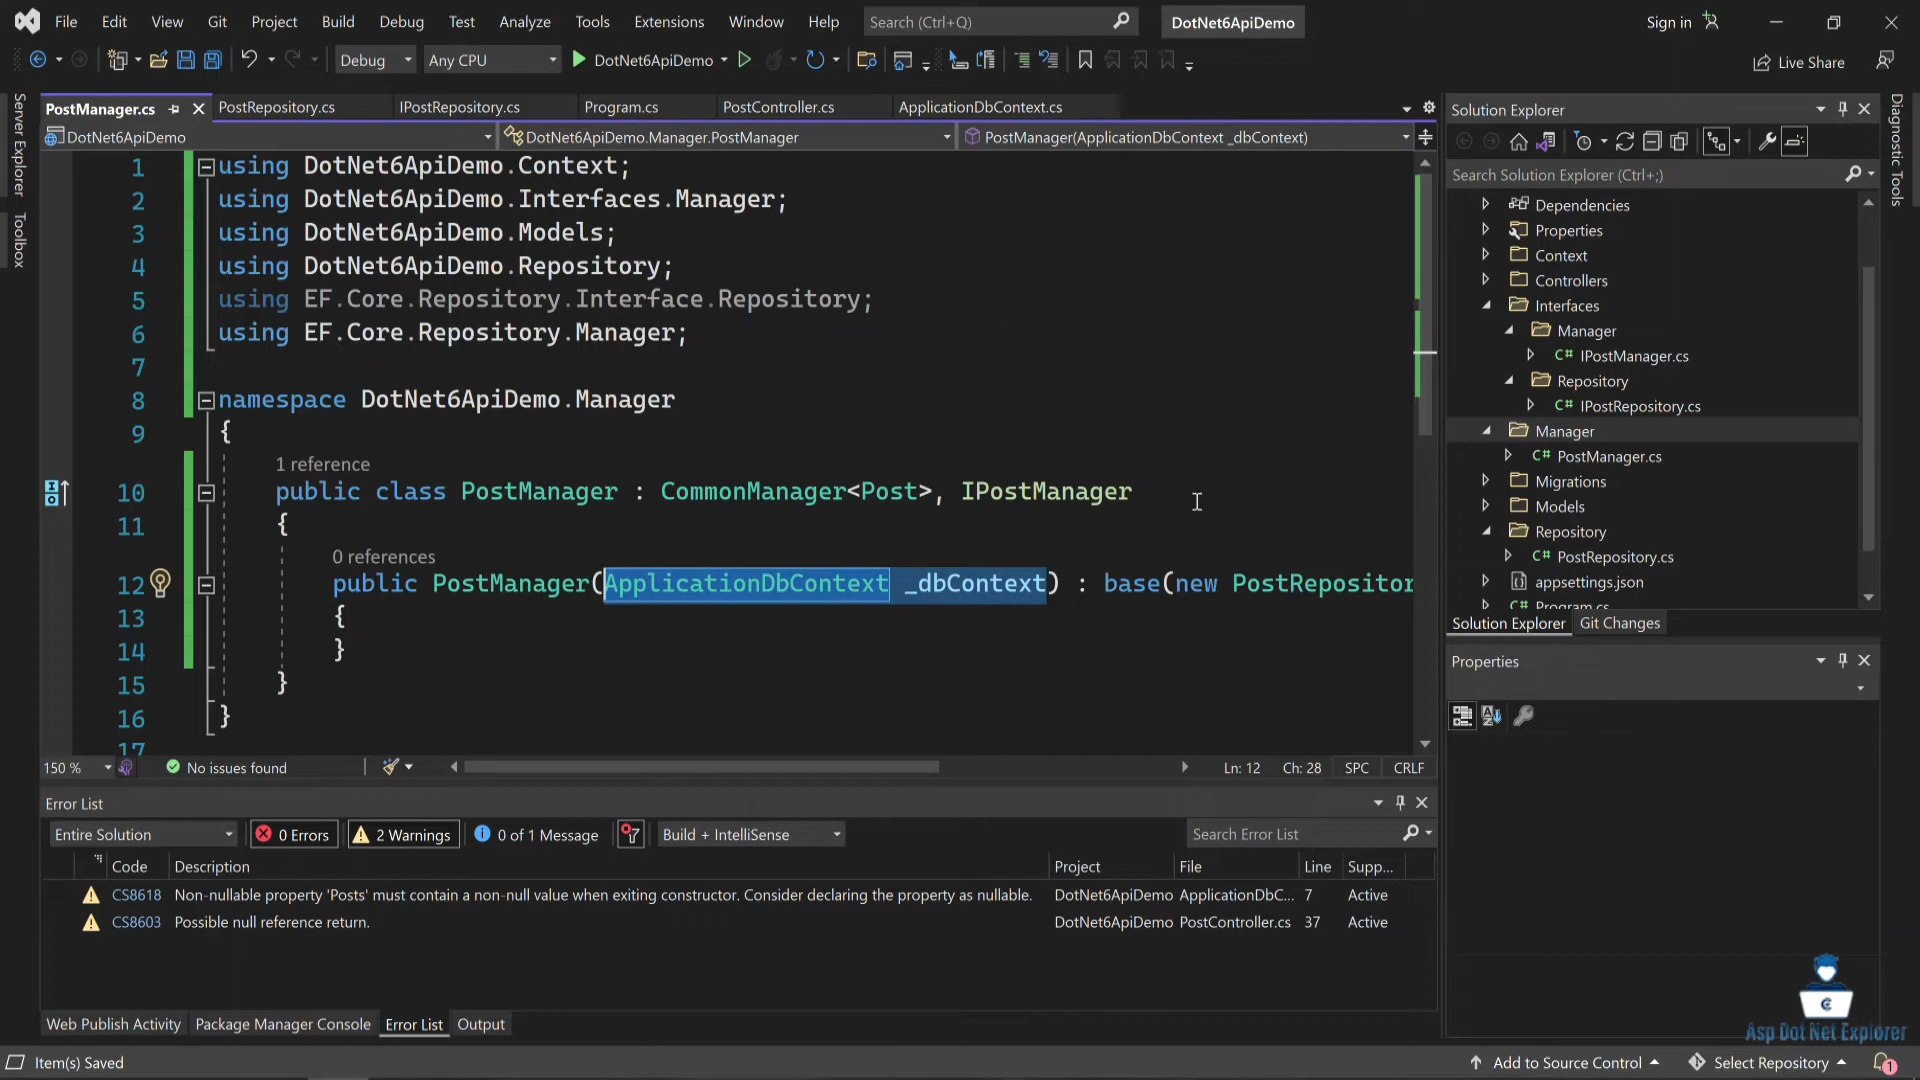 File Edit View Git Project Build Debug Test Analyze Tools Extensions Window Help Search (Ctrl+Q) DotNet6ApiDemo Sign in
Debug Any CPU DotNet6ApiDemo Live Share
Server Explorer
Toolbox
PostManager.cs PostRepository.cs IPostRepository.cs Program.cs PostController.cs ApplicationDbContext.cs
DotNet6ApiDemo DotNet6ApiDemo.Manager.PostManager PostManager(ApplicationDbContext _dbContext)
1 using DotNet6ApiDemo.Context;
2 using DotNet6ApiDemo.Interfaces.Manager;
3 using DotNet6ApiDemo.Models;
4 using DotNet6ApiDemo.Repository;
5 using EF.Core.Repository.Interface.Repository;
6 using EF.Core.Repository.Manager;
7
8 namespace DotNet6ApiDemo.Manager
9 {
1 reference
10 public class PostManager : CommonManager<Post>, IPostManager
11 {
0 references
12 public PostManager(ApplicationDbContext _dbContext) : base(new PostRepositor
13 {
14 }
15 }
16 }
17
150 % No issues found Ln: 12 Ch: 28 SPC CRLF
Error List
Entire Solution 0 Errors 2 Warnings 0 of 1 Message Build + IntelliSense Search Error List
Code Description Project File Line Supp...
CS8618 Non-nullable property 'Posts' must contain a non-null value when exiting constructor. Consider declaring the property as nullable. DotNet6ApiDemo ApplicationDbC... 7 Active
CS8603 Possible null reference return. DotNet6ApiDemo PostController.cs 37 Active
Web Publish Activity Package Manager Console Error List Output
Solution Explorer
Search Solution Explorer (Ctrl+;)
Dependencies
Properties
Context
Controllers
Interfaces
Manager
C# IPostManager.cs
Repository
C# IPostRepository.cs
Manager
C# PostManager.cs
Migrations
Models
Repository
C# PostRepository.cs
appsettings.json
C# Program.cs
Solution Explorer Git Changes
Properties
Diagnostic Tools
Asp Dot Net Explorer
Item(s) Saved Add to Source Control Select Repository 1